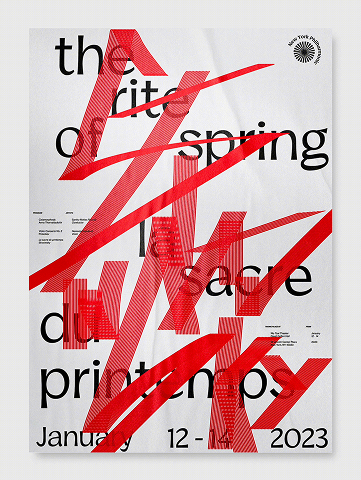 New York Philharmonic
the
rite
of spring
la
sacre
du
printemps
January 12 - 14 2023